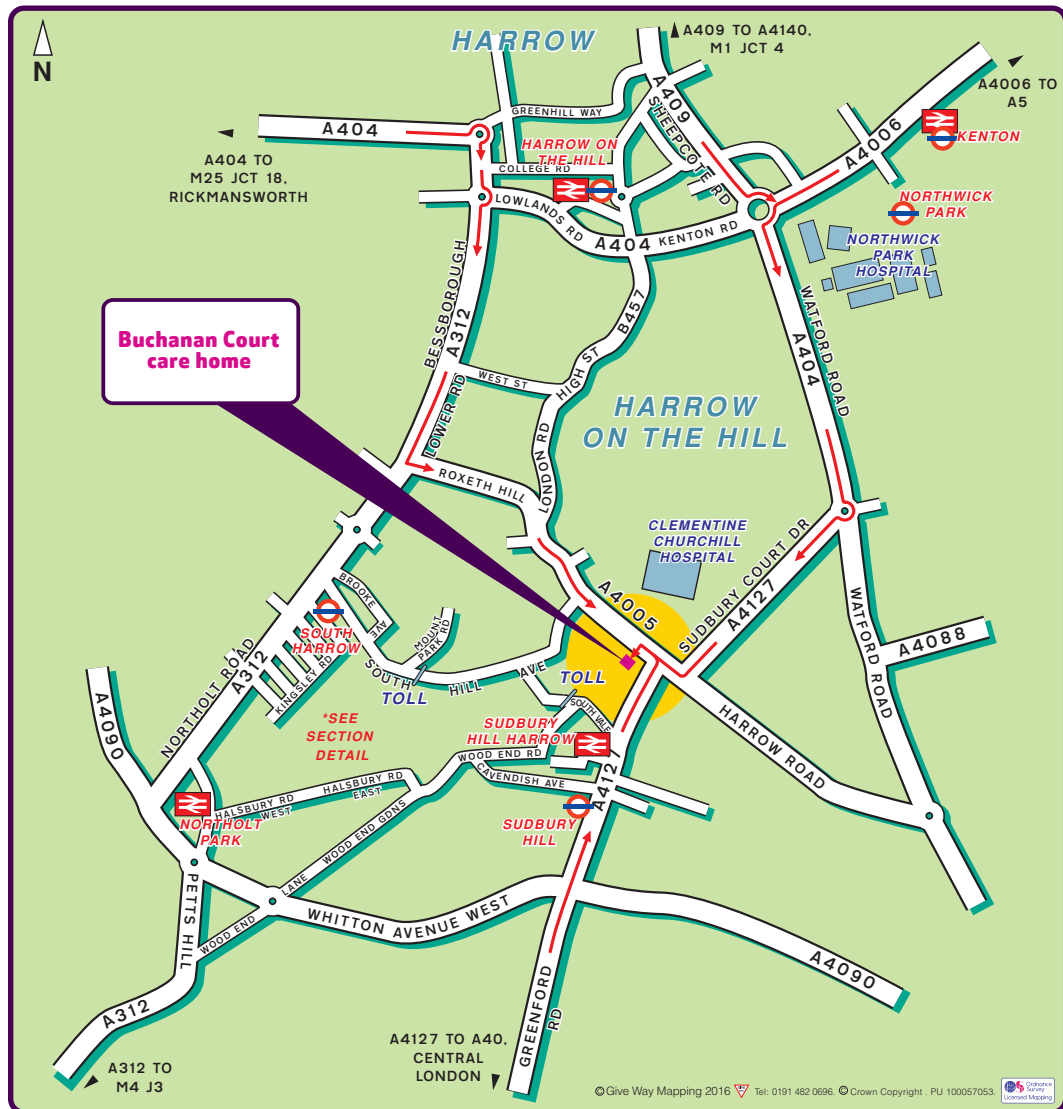 HARROW
N
A409 TO A4140,
M1 JCT 4
A4006 TO
A5
A404
A404 TO
M25 JCT 18,
RICKMANSWORTH
GREENHILL WAY
A409
SHEEPCOTE RD
A4006
KENTON
HARROW ON
THE HILL
COLLEGE RD
LOWLANDS RD
A404
KENTON RD
NORTHWICK
PARK
NORTHWICK
PARK
HOSPITAL
BESSBOROUGH
A312
B457
WATFORD ROAD
A404
Buchanan Court
care home
WEST ST
HIGH ST
LOWER RD
HARROW
ON THE HILL
LONDON RD
ROXETH HILL
CLEMENTINE
CHURCHILL
HOSPITAL
SUDBURY COURT DR
A4127
A4005
BROOKE
AVE
SOUTH
HARROW
MOUNT
PARK RD
WATFORD ROAD
A4088
NORTHOLT ROAD
A312
KINGSLEY RD
SOUTH
HILL
AVE
TOLL
TOLL
A4090
*SEE
SECTION
DETAIL
SOUTH VALE
SUDBURY
HILL HARROW
HARROW ROAD
WOOD END RD
CAVENDISH AVE
A4127
HALSBURY RD
WEST
HALSBURY RD
EAST
NORTHOLT
PARK
WOOD END GDNS
SUDBURY
HILL
LANE
WOOD END
PETTS HILL
WHITTON AVENUE WEST
A4090
A312
GREENFORD
RD
A312 TO
M4 J3
A4127 TO A40,
CENTRAL
LONDON
© Give Way Mapping 2016 Tel: 0191 482 0696. © Crown Copyright . PU 100057053.
Ordnance
Survey
Licensed Mapping